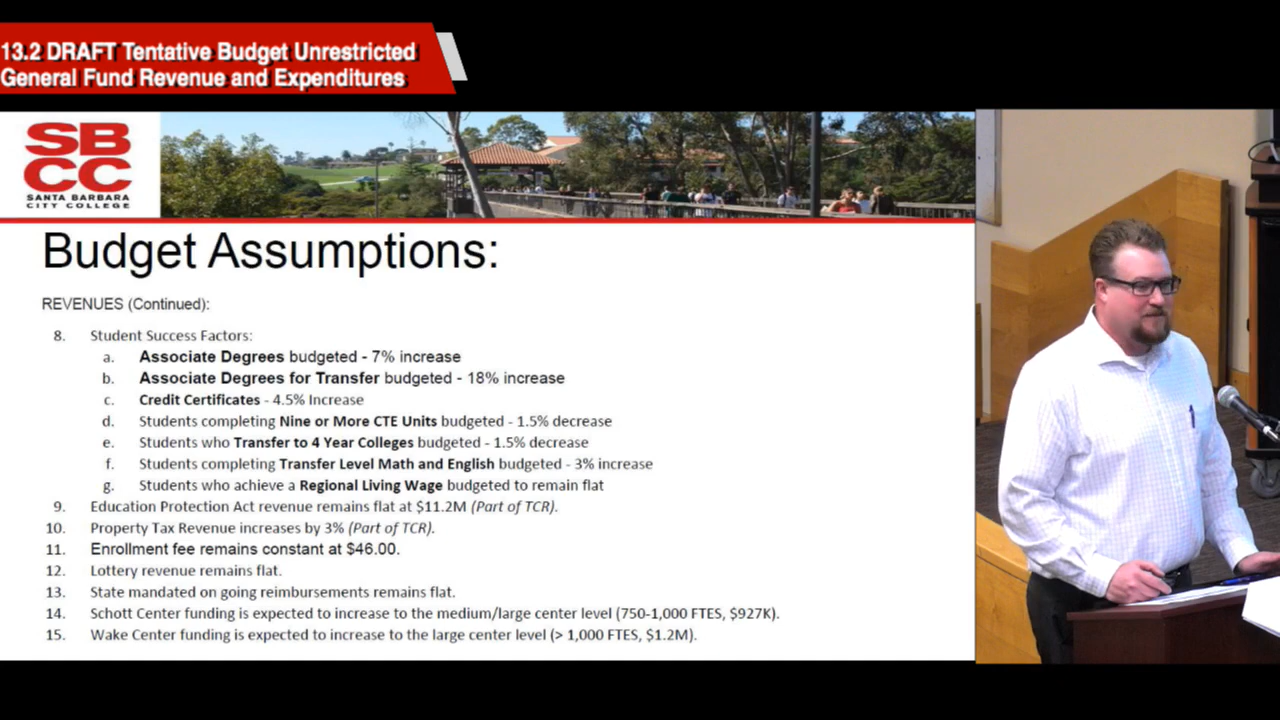 13.2 DRAFT Tentative Budget Unrestricted
General Fund Revenue and Expenditures
SB
CC
SANTA BARBARA
CITY COLLEGE
Budget Assumptions:
REVENUES (Continued):
8. Student Success Factors:
a. Associate Degrees budgeted - 7% increase
b. Associate Degrees for Transfer budgeted - 18% increase
c. Credit Certificates - 4.5% Increase
d. Students completing Nine or More CTE Units budgeted - 1.5% decrease
e. Students who Transfer to 4 Year Colleges budgeted - 1.5% decrease
f. Students completing Transfer Level Math and English budgeted - 3% increase
g. Students who achieve a Regional Living Wage budgeted to remain flat
9. Education Protection Act revenue remains flat at $11.2M (Part of TCR).
10. Property Tax Revenue increases by 3% (Part of TCR).
11. Enrollment fee remains constant at $46.00.
12. Lottery revenue remains flat.
13. State mandated on going reimbursements remains flat.
14. Schott Center funding is expected to increase to the medium/large center level (750-1,000 FTES, $927K).
15. Wake Center funding is expected to increase to the large center level (> 1,000 FTES, $1.2M).